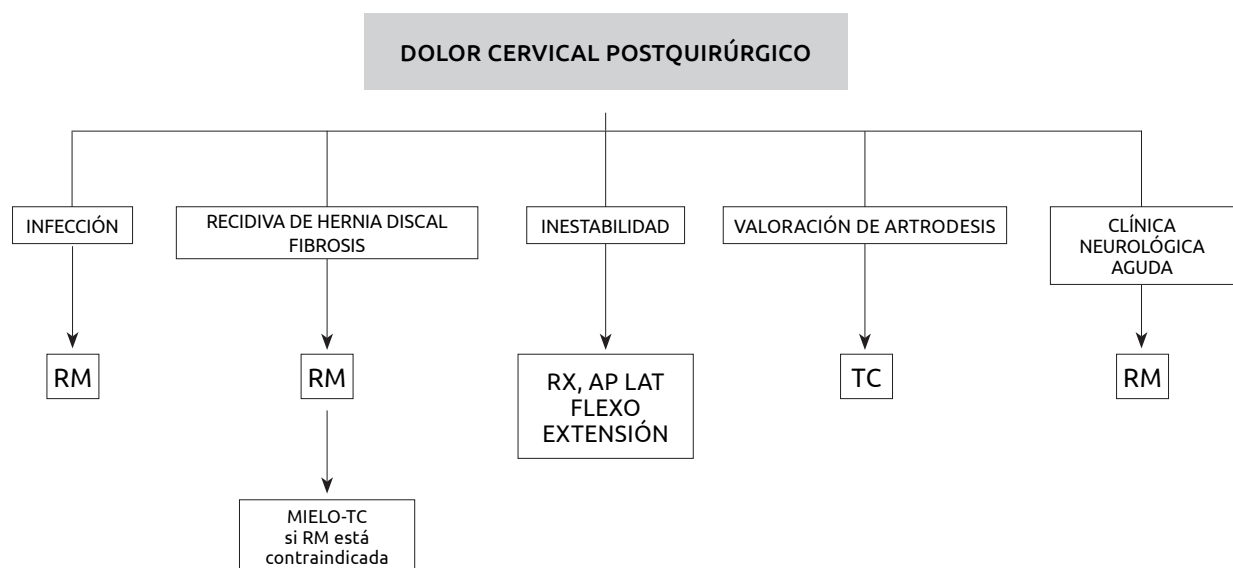 DOLOR CERVICAL POSTQUIRÚRGICO
INFECCIÓN
RECIDIVA DE HERNIA DISCAL
FIBROSIS
INESTABILIDAD
VALORACIÓN DE ARTRODESIS
CLÍNICA
NEUROLÓGICA
AGUDA
RM
RM
RX, AP LAT
FLEXO
EXTENSIÓN
TC
RM
MIELO-TC
si RM está
contraindicada